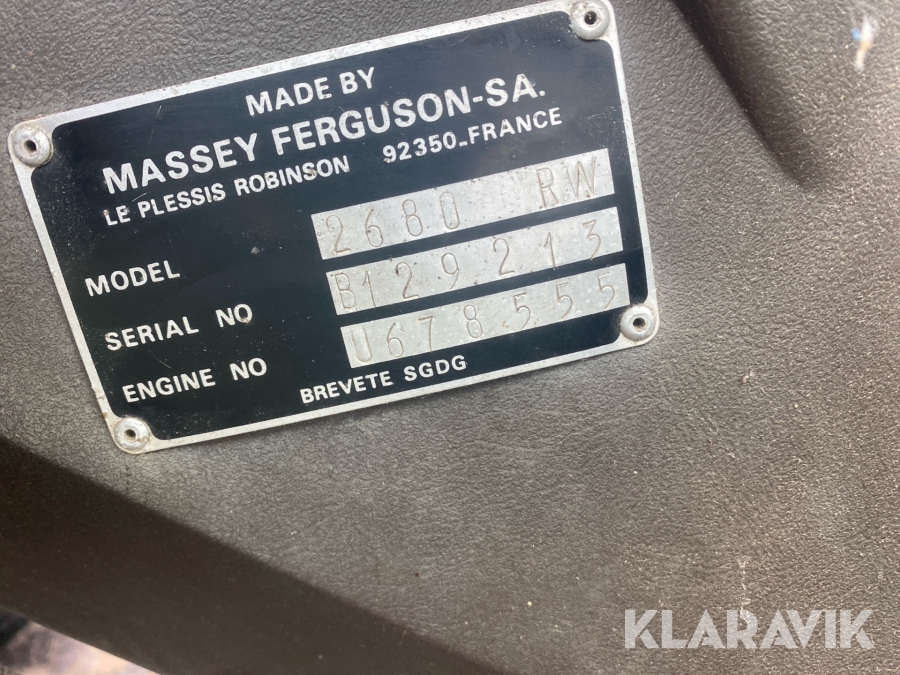 MADE BY
MASSEY FERGUSON-SA.
LE PLESSIS ROBINSON 92350-FRANCE
MODEL 2680 RW
SERIAL NO B129213
ENGINE NO U678555
BREVETE SGDG
KLARAVIK